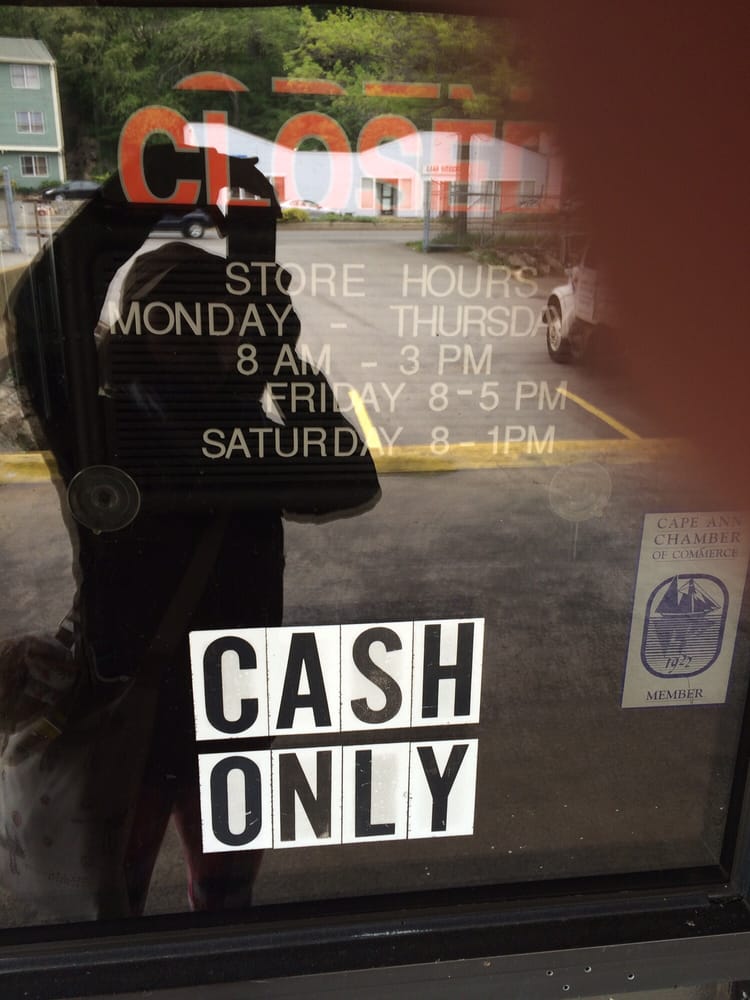 CLOSED
STORE HOURS
MONDAY - THURSDAY
8 AM - 3 PM
FRIDAY 8-5 PM
SATURDAY 8-1PM
CAPE ANN
CHAMBER
OF COMMERCE
1922
MEMBER
CASH
ONLY